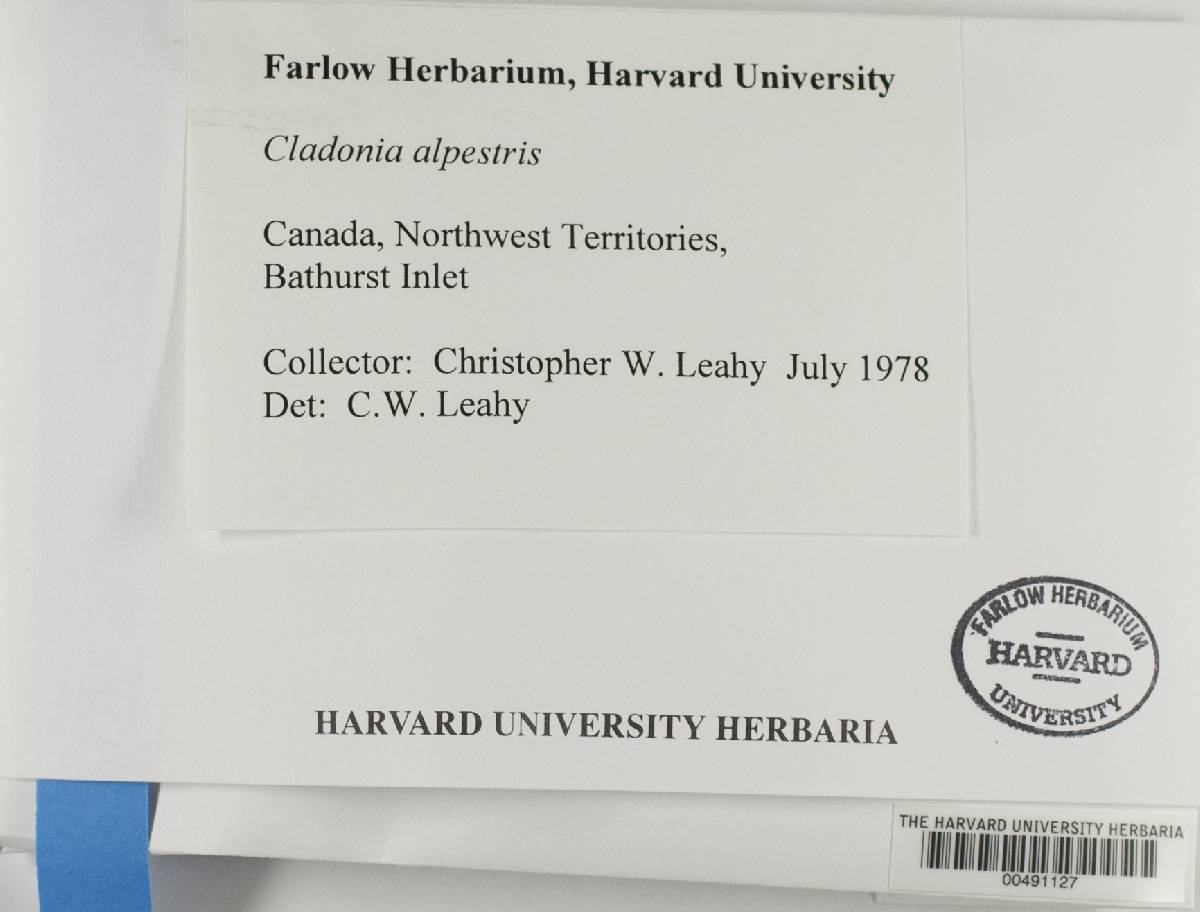 Farlow Herbarium, Harvard University
Cladonia alpestris
Canada, Northwest Territories,
Bathurst Inlet
Collector: Christopher W. Leahy July 1978
Det: C.W. Leahy
FARLOW HERBARIUM
HARVARD
UNIVERSITY
HARVARD UNIVERSITY HERBARIA
THE HARVARD UNIVERSITY HERBARIA
00491127